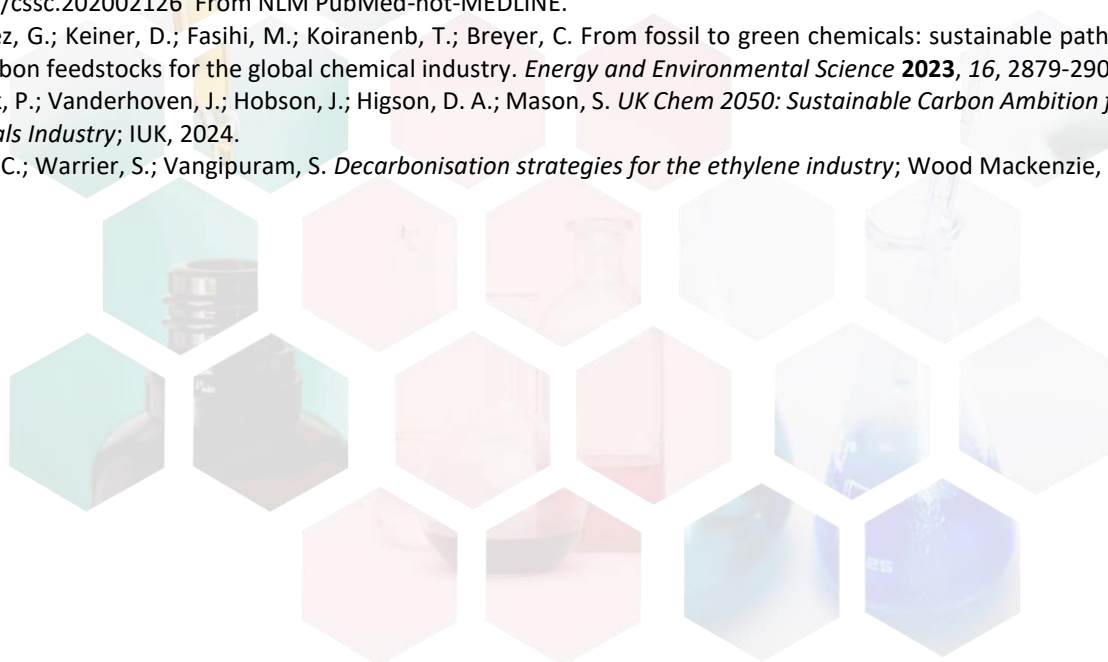 /cssc.202002126 From NLM PubMed-not-MEDLINE.
ez, G.; Keiner, D.; Fasihi, M.; Koiranenb, T.; Breyer, C. From fossil to green chemicals: sustainable path
rbon feedstocks for the global chemical industry. Energy and Environmental Science 2023, 16, 2879-290
, P.; Vanderhoven, J.; Hobson, J.; Higson, D. A.; Mason, S. UK Chem 2050: Sustainable Carbon Ambition f
als Industry; IUK, 2024.
C.; Warrier, S.; Vangipuram, S. Decarbonisation strategies for the ethylene industry; Wood Mackenzie,
25